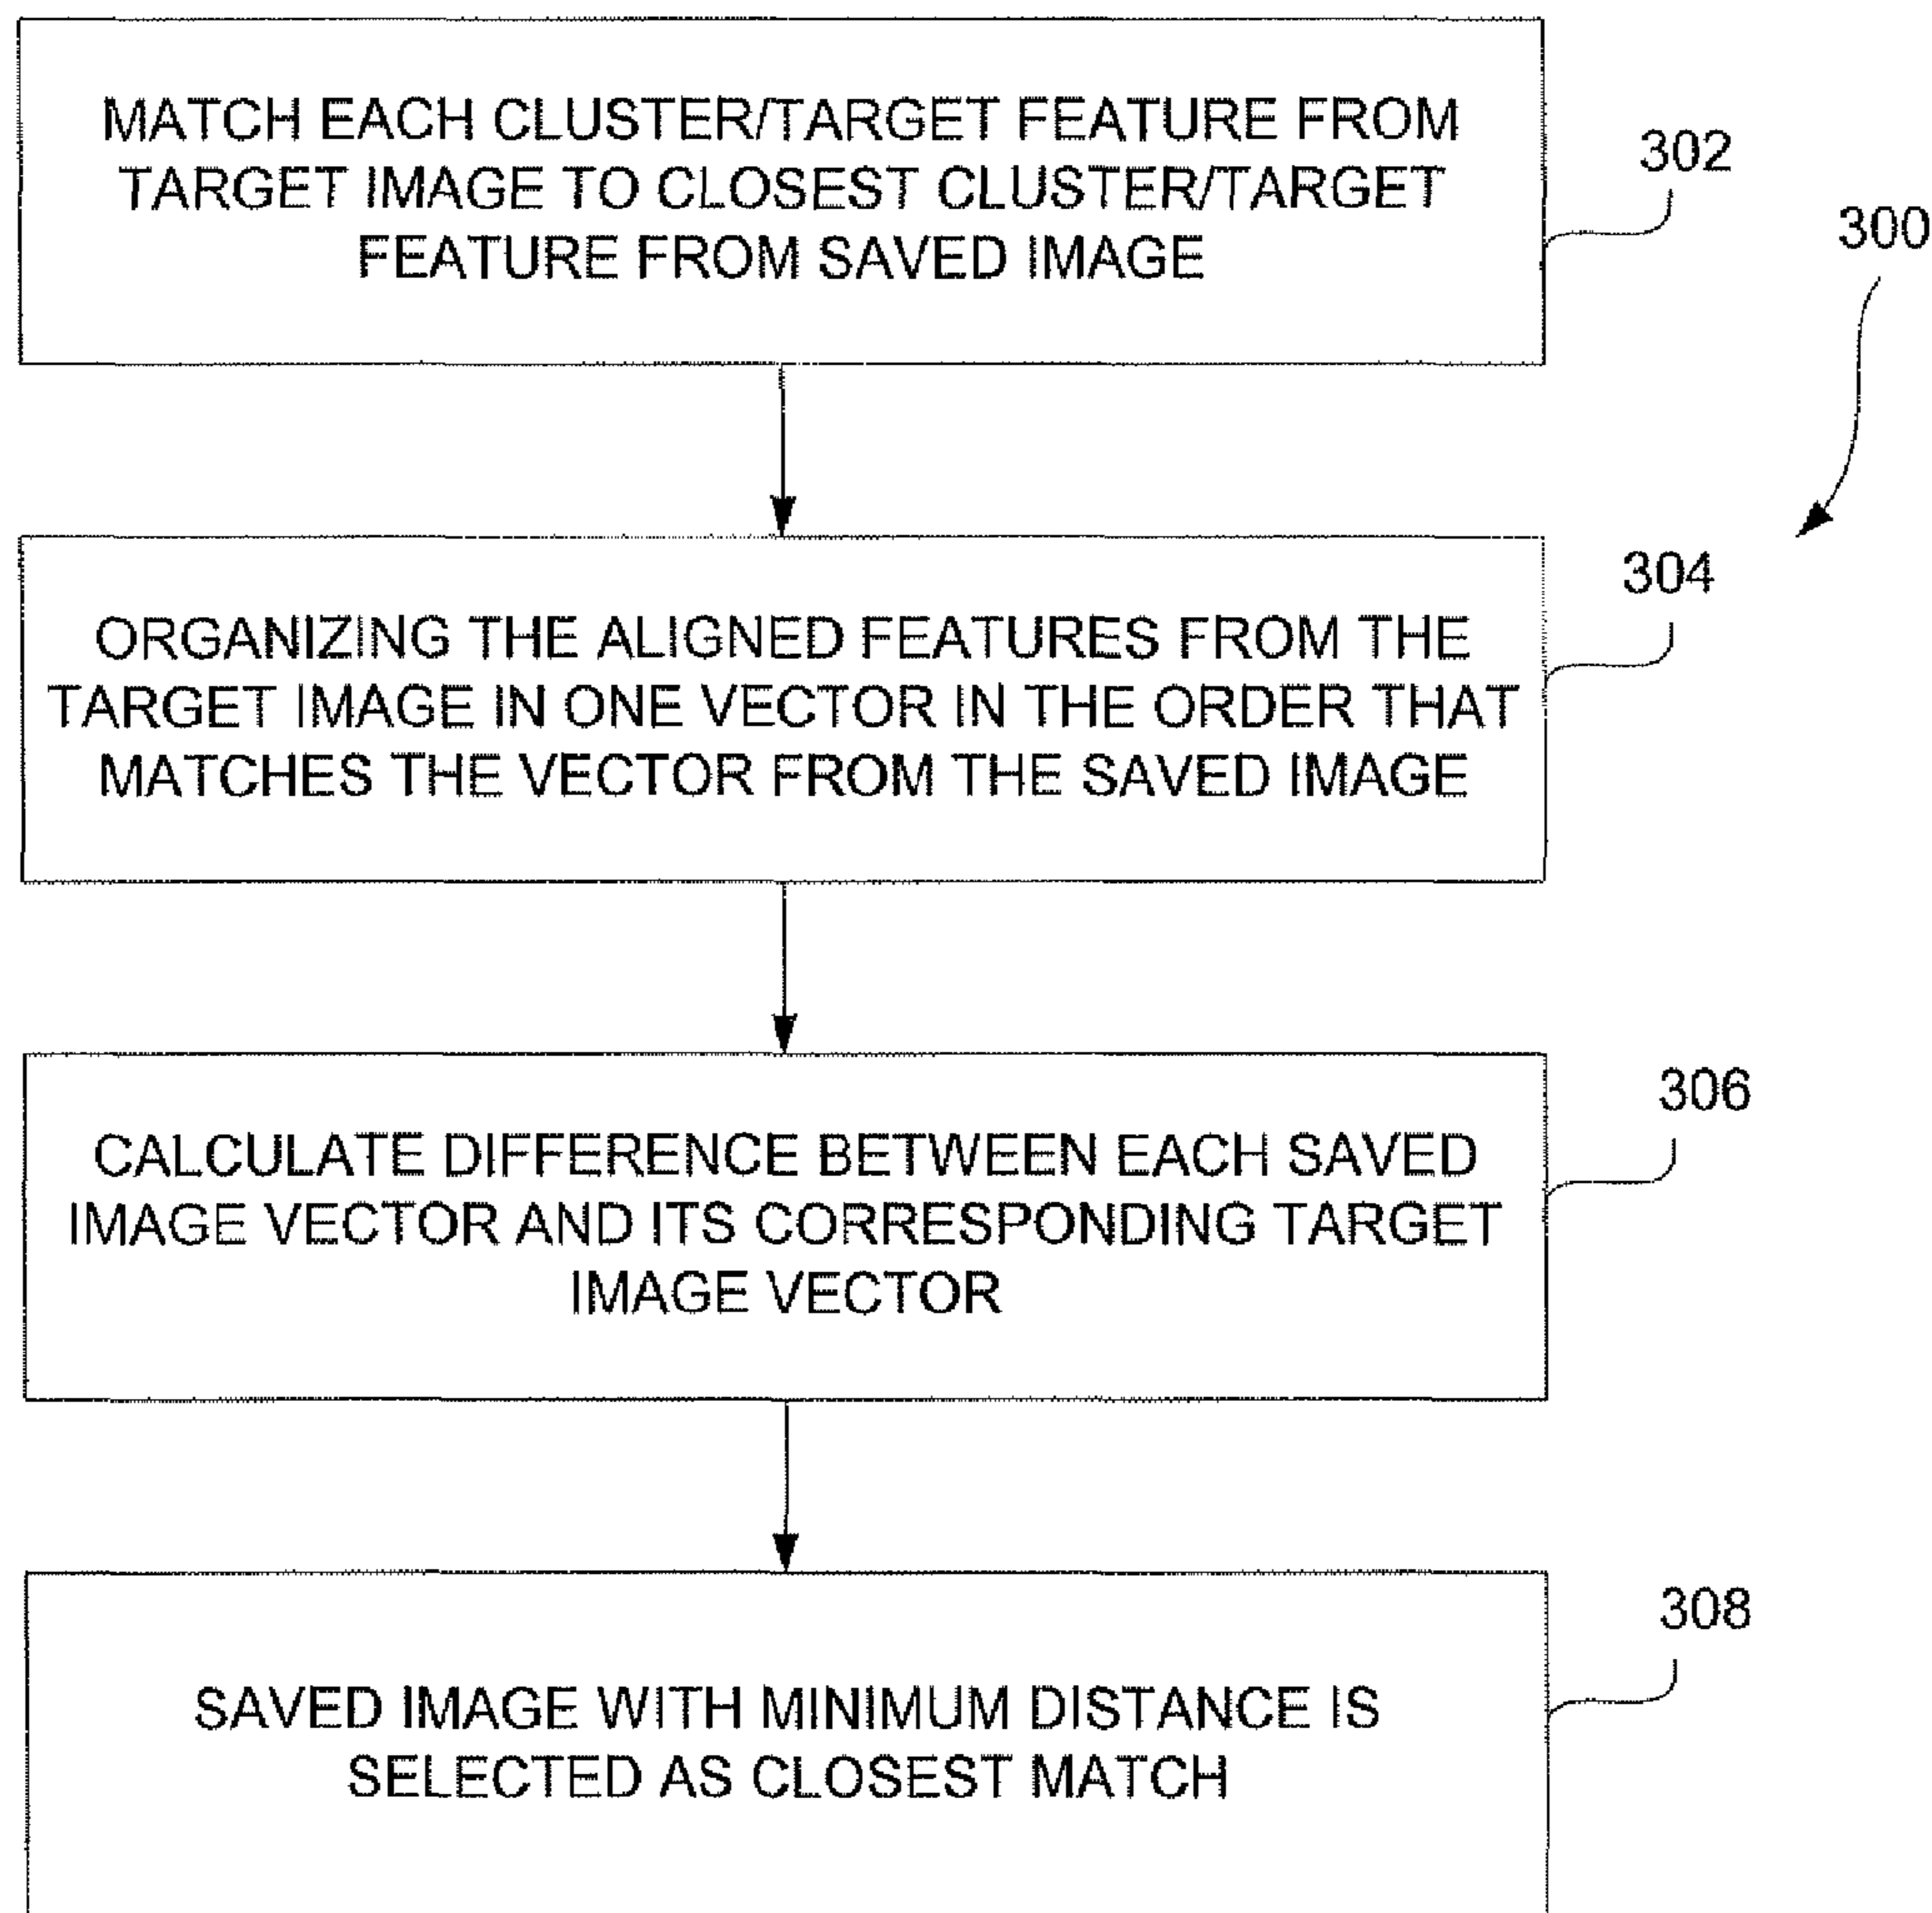 MATCH EACH CLUSTER/TARGET FEATURE FROM
TARGET IMAGE TO CLOSEST CLUSTER/TARGET
FEATURE FROM SAVED IMAGE
302
300
304
ORGANIZING THE ALIGNED FEATURES FROM THE
TARGET IMAGE IN ONE VECTOR IN THE ORDER THAT
MATCHES THE VECTOR FROM THE SAVED IMAGE
306
CALCULATE DIFFERENCE BETWEEN EACH SAVED
IMAGE VECTOR AND ITS CORRESPONDING TARGET
IMAGE VECTOR
308
SAVED IMAGE WITH MINIMUM DISTANCE IS
SELECTED AS CLOSEST MATCH